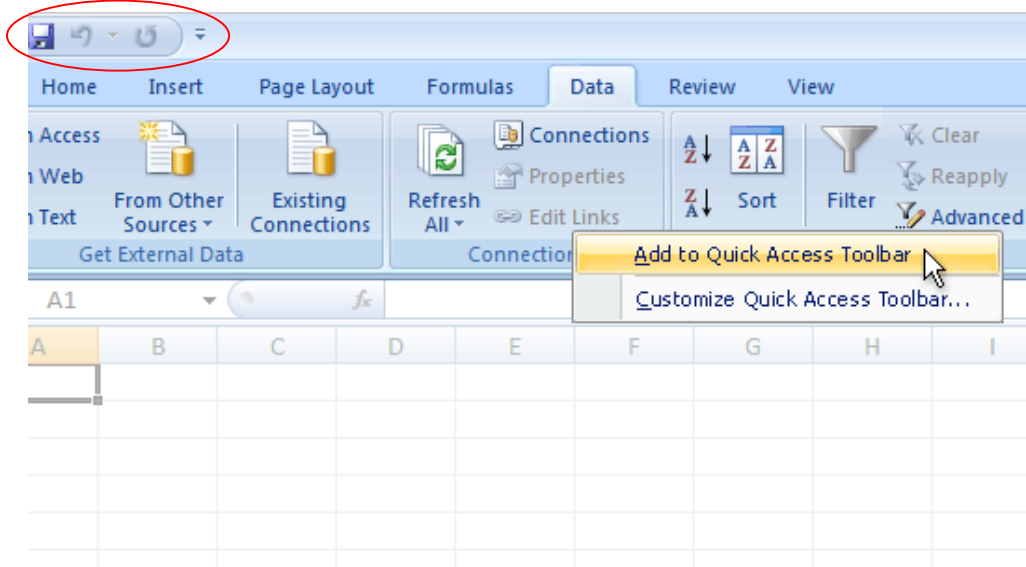 Home Insert Page Layout Formulas Data Review View
Access Connections Clear
Web Properties Reapply
From Other Existing Refresh Sort Filter
Text Sources Connections All Edit Links Advanced
Get External Data
Add to Quick Access Toolbar
A1 fx Customize Quick Access Toolbar...
A B C D E F G H I